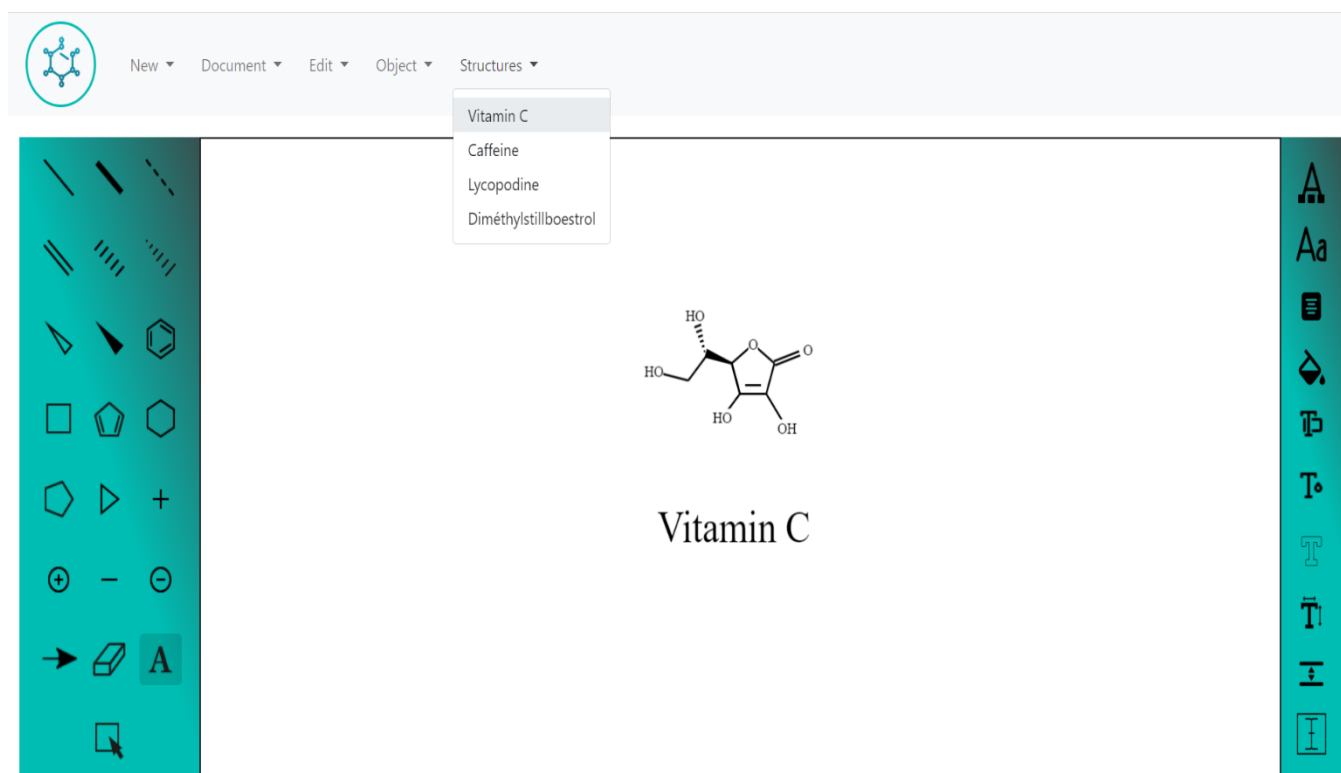 New Document Edit Object Structures
Vitamin C
Caffeine
Lycopodine
Diméthylstillboestrol
A
Aa
HO
O
O
HO
HO
OH
Vitamin C
T
T
T
T
A